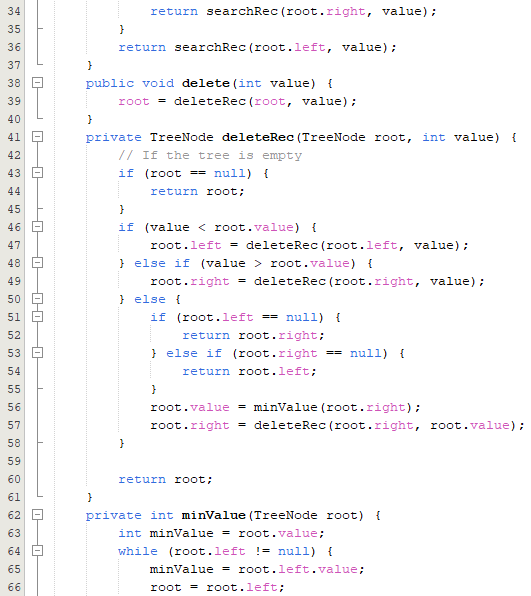 34 return searchRec(root.right, value);
35 }
36 return searchRec(root.left, value);
37 }
38 public void delete(int value) {
39 root = deleteRec(root, value);
40 }
41 private TreeNode deleteRec(TreeNode root, int value) {
42 // If the tree is empty
43 if (root == null) {
44 return root;
45 }
46 if (value < root.value) {
47 root.left = deleteRec(root.left, value);
48 } else if (value > root.value) {
49 root.right = deleteRec(root.right, value);
50 } else {
51 if (root.left == null) {
52 return root.right;
53 } else if (root.right == null) {
54 return root.left;
55 }
56 root.value = minValue(root.right);
57 root.right = deleteRec(root.right, root.value);
58 }
59
60 return root;
61 }
62 private int minValue(TreeNode root) {
63 int minValue = root.value;
64 while (root.left != null) {
65 minValue = root.left.value;
66 root = root.left;